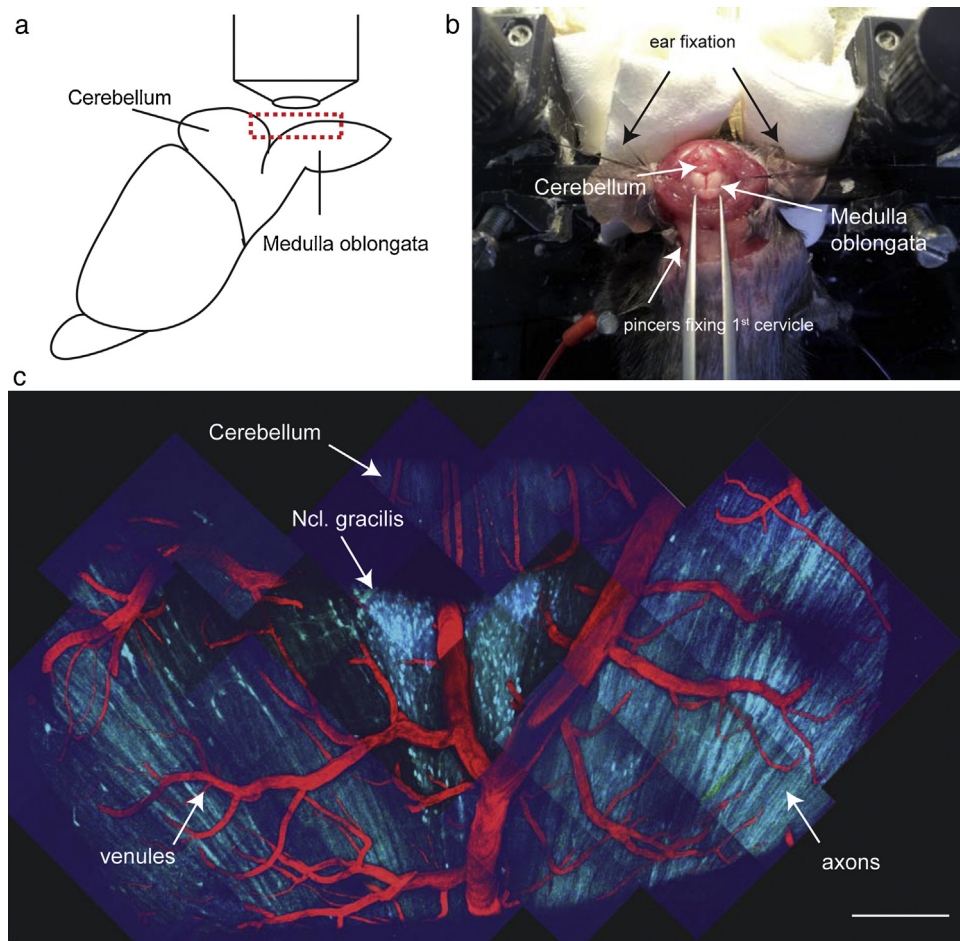 a
Cerebellum
Medulla oblongata
b
ear fixation
Cerebellum
Medulla
oblongata
pincers fixing 1st cervicle
c
Cerebellum
Ncl. gracilis
venules
axons